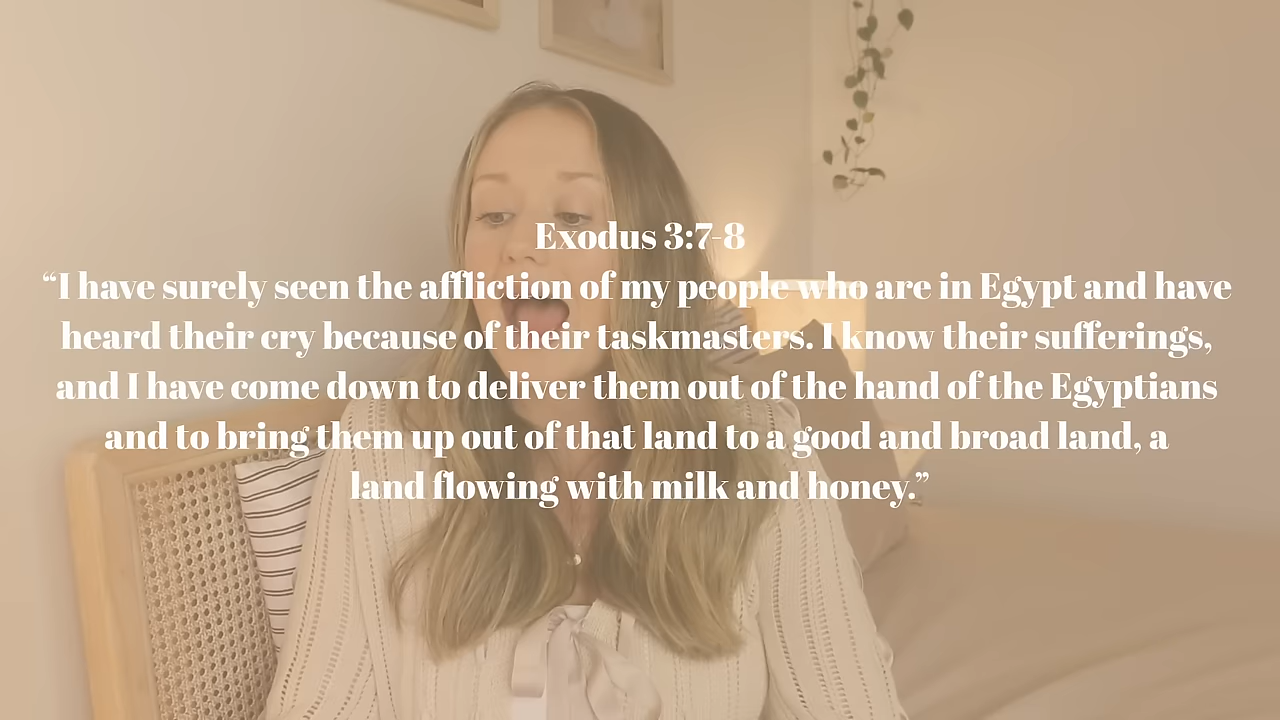 Exodus 3:7-8
“I have surely seen the affliction of my people who are in Egypt and have
heard their cry because of their taskmasters. I know their sufferings,
and I have come down to deliver them out of the hand of the Egyptians
and to bring them up out of that land to a good and broad land, a
land flowing with milk and honey.”